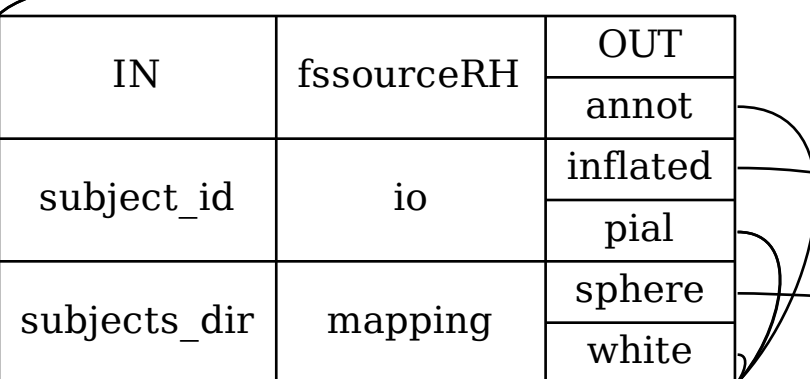 IN
fssourceRH
OUT
annot
subject_id
io
inflated
pial
subjects_dir
mapping
sphere
white